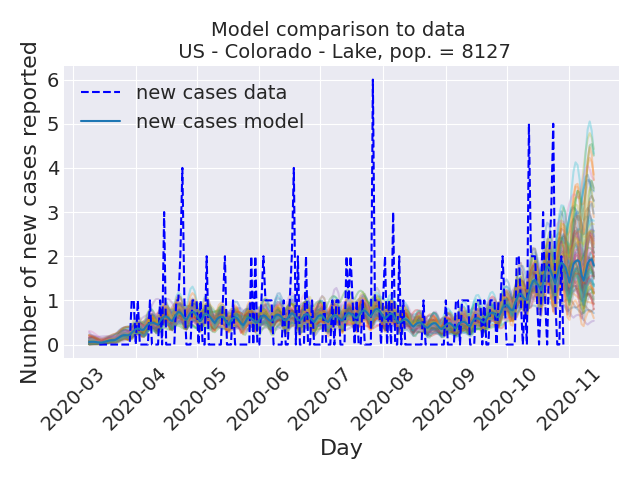 Model comparison to data
US - Colorado - Lake, pop. = 8127
Number of new cases reported
6
5
4
3
2
1
0
new cases data
new cases model
2020-03
2020-04
2020-05
2020-06
2020-07
2020-08
2020-09
2020-10
2020-11
Day